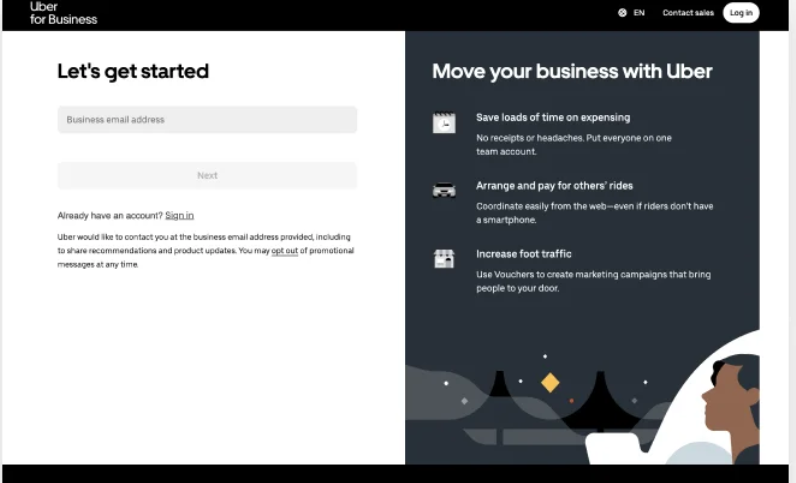 Uber
for Business
EN
Contact sales
Log in
Let's get started
Business email address
Next
Already have an account? Sign in
Uber would like to contact you at the business email address provided, including
to share recommendations and product updates. You may opt out of promotional
messages at any time.
Move your business with Uber
Save loads of time on expensing
No receipts or headaches. Put everyone on one
team account.
Arrange and pay for others' rides
Coordinate easily from the web—even if riders don't have
a smartphone.
Increase foot traffic
Use Vouchers to create marketing campaigns that bring
people to your door.